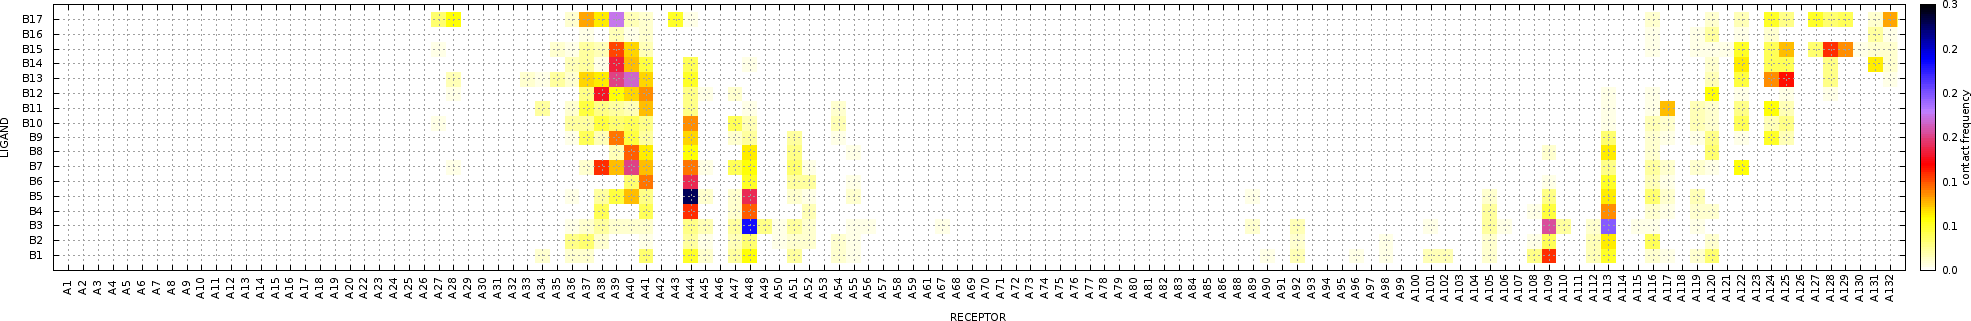 B17
B16
B15
B14
B13
B12
B11
B10
B9
B8
B7
B6
B5
B4
B3
B2
B1
LIGAND
A1 A2 A3 A4 A5 A6 A7 A8 A9 A10 A11 A12 A13 A14 A15 A16 A17 A18 A19 A20 A22 A23 A24 A25 A26 A27 A28 A29 A30 A31 A32 A33 A34 A35 A36 A37 A38 A39 A40 A41 A42 A43 A44 A45 A46 A47 A48 A49 A50 A51 A52 A53 A54 A55 A56 A57 A58 A59 A61 A67 A68 A69 A70 A71 A72 A73 A74 A75 A76 A77 A78 A79 A80 A81 A82 A83 A84 A85 A86 A88 A89 A90 A91 A92 A93 A94 A95 A96 A97 A98 A99 A100 A101 A102 A103 A104 A105 A106 A107 A108 A109 A110 A111 A112 A113 A114 A115 A116 A117 A118 A119 A120 A121 A122 A123 A124 A125 A126 A127 A128 A129 A130 A131 A132
RECEPTOR
0.3
0.2
0.2
0.2
0.1
0.1
0.0
contact frequency